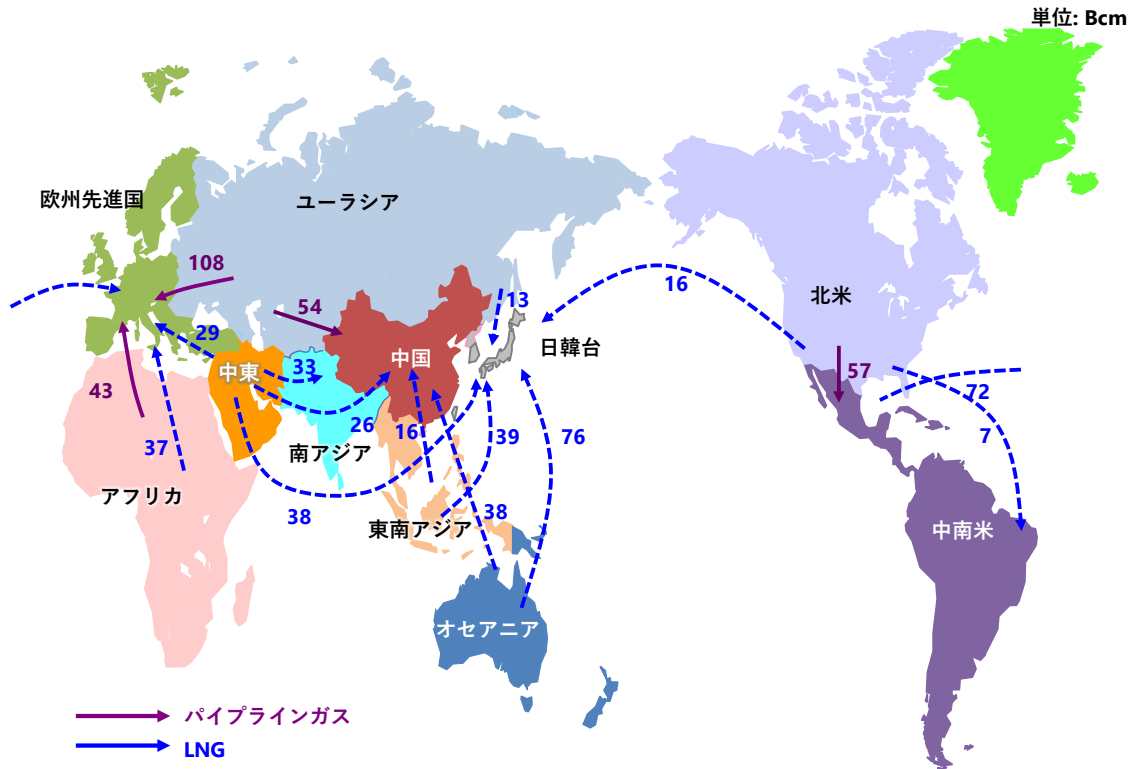 単位: Bcm
欧州先進国
ユーラシア
108
54
13
16
北米
日韓台
29
中東
33
中国
57
43
72
37
26
16
39
76
7
南アジア
アフリカ
38
38
東南アジア
中南米
オセアニア
パイプラインガス
LNG